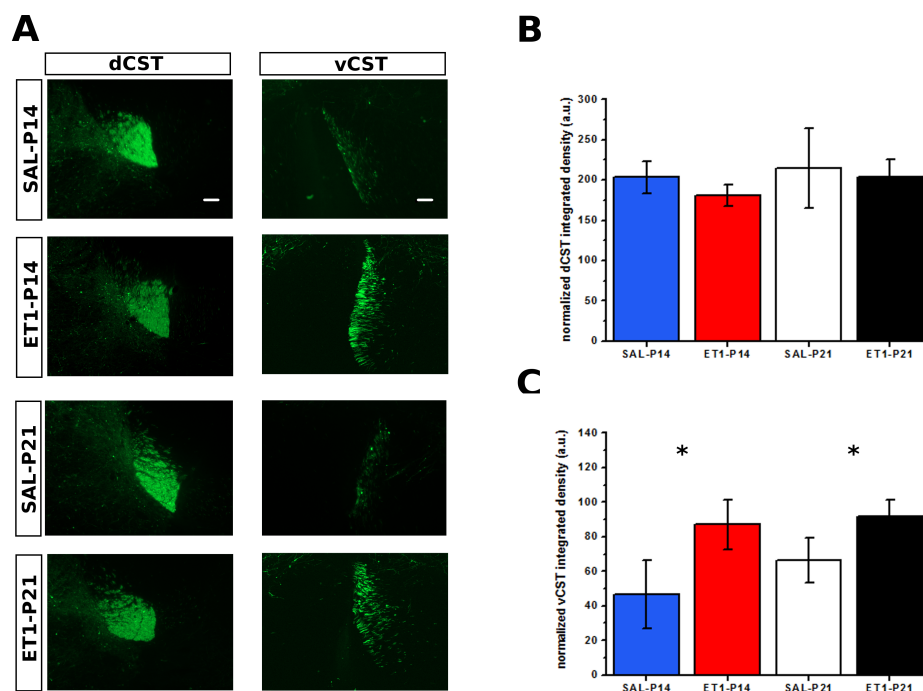 A
dCST
vCST
SAL-P14
ET1-P14
SAL-P21
ET1-P21
B
normalized dCST integrated density (a.u.)
300
250
200
150
100
50
0
SAL-P14
ET1-P14
SAL-P21
ET1-P21
C
normalized vCST integrated density (a.u.)
140
120
100
80
60
40
20
0
*
*
SAL-P14
ET1-P14
SAL-P21
ET1-P21